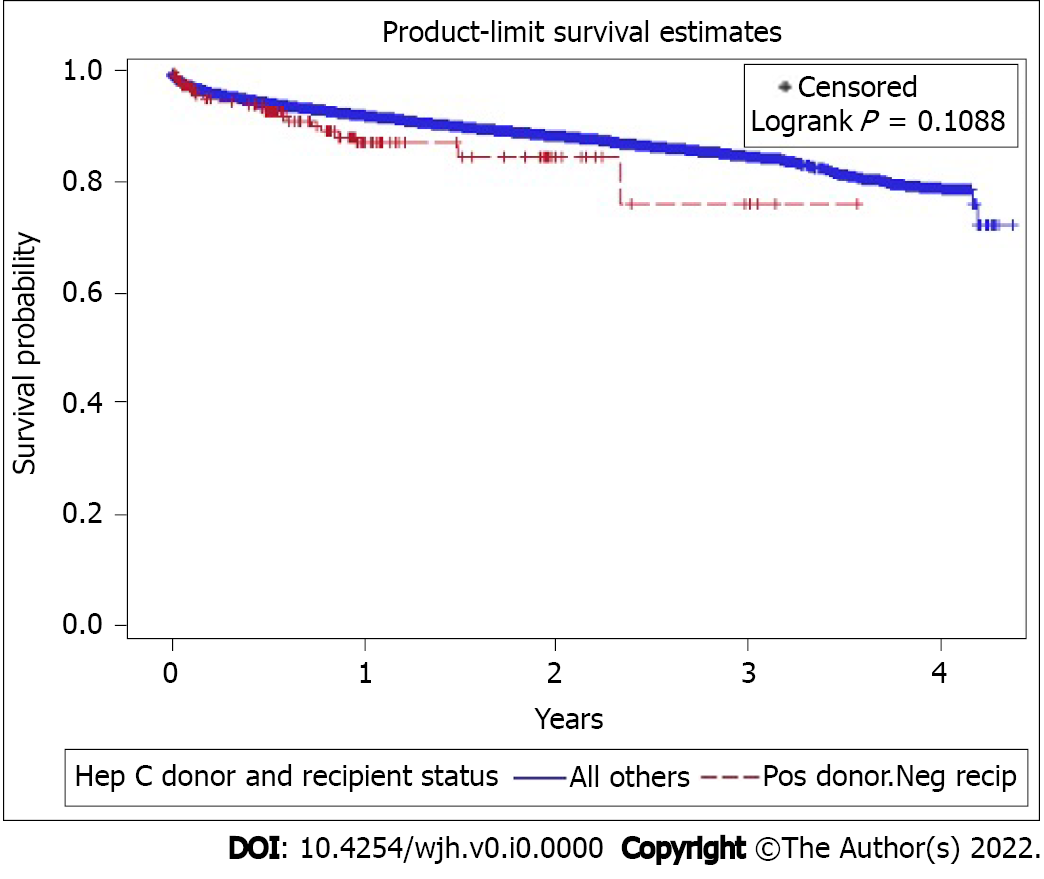 Product-limit survival estimates
Censored
Logrank P = 0.1088
1.0
0.8
0.6
0.4
0.2
0.0
Survival probability
0 1 2 3 4
Years
Hep C donor and recipient status All others Pos donor.Neg recip
DOI: 10.4254/wjh.v0.i0.0000 Copyright ©The Author(s) 2022.